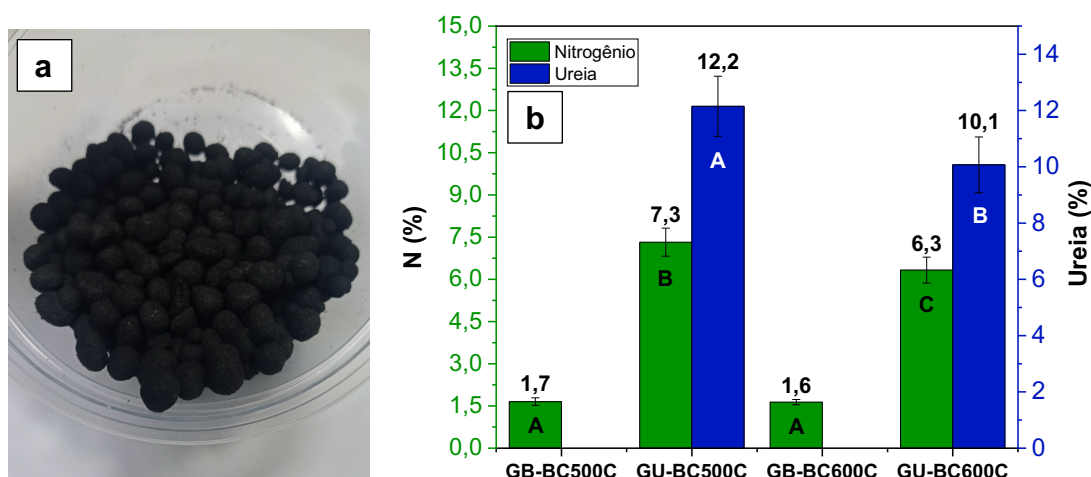 a
b
Nitrogênio
Ureia
N (%)
15,0
13,5
12,0
10,5
9,0
7,5
6,0
4,5
3,0
1,5
0,0
1,7
A
7,3
B
12,2
A
1,6
A
6,3
C
10,1
B
14
12
10
8
6
4
2
0
Ureia (%)
GB-BC500C GU-BC500C GB-BC600C GU-BC600C